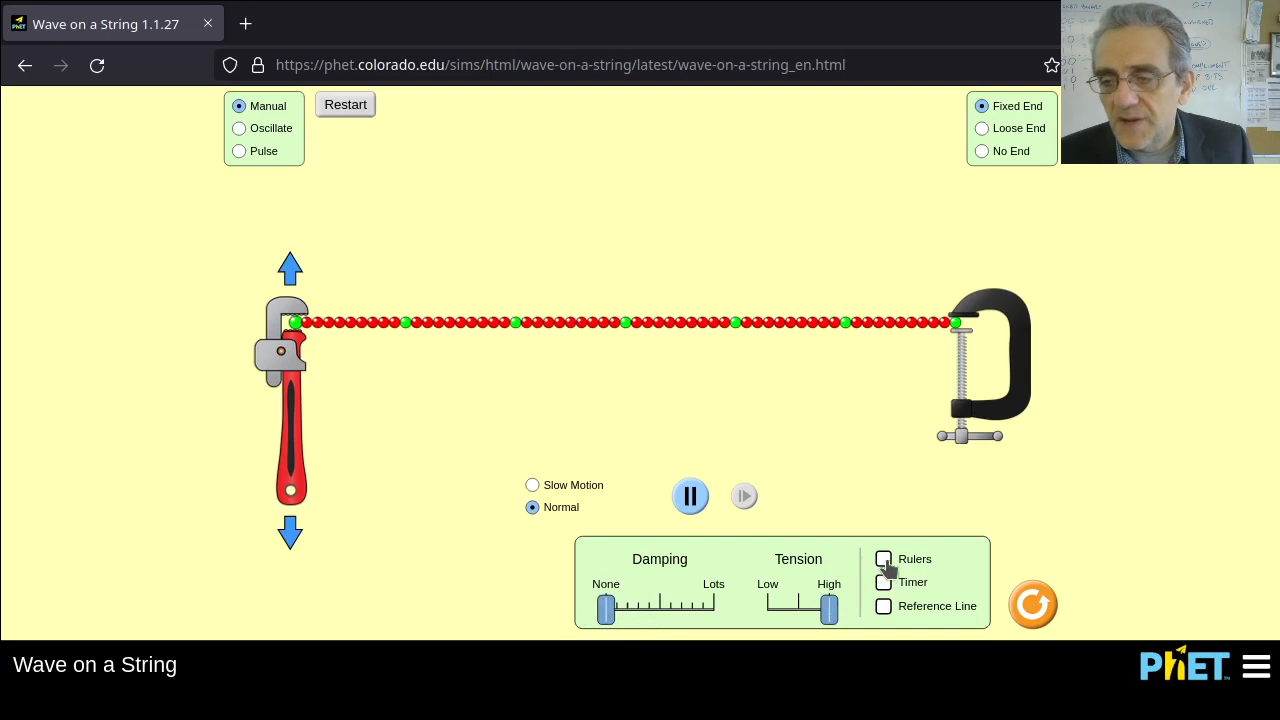 Wave on a String 1.1.27
https://phet.colorado.edu/sims/html/wave-on-a-string/latest/wave-on-a-string_en.html
Manual
Oscillate
Pulse
Restart
Fixed End
Loose End
No End
Slow Motion
Normal
Damping
None
Lots
Tension
Low
High
Rulers
Timer
Reference Line
Wave on a String
PhET